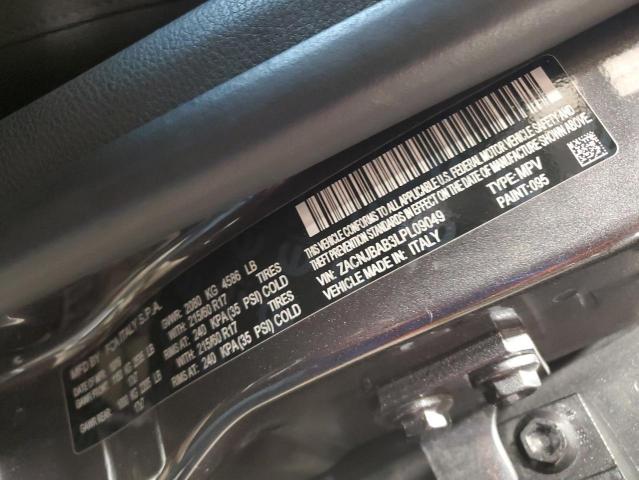 MFD BY FCA ITALY S.P.A.
GVWR: 2080 KG 4586 LB
TIRES
WITH: 215/60 R17
RIMS AT: 240 KPA (35 PSI) COLD
TIRES
WITH: 215/60 R17
RIMS AT: 240 KPA (35 PSI) COLD
THIS VEHICLE CONFORMS TO ALL APPLICABLE U.S. FEDERAL MOTOR VEHICLE SAFETY AND
THEFT PREVENTION STANDARDS IN EFFECT ON THE DATE OF MANUFACTURE SHOWN ABOVE.
VIN: ZACNJBAB3LPL09049
TYPE: MPV
VEHICLE MADE IN: ITALY
PAINT: 095